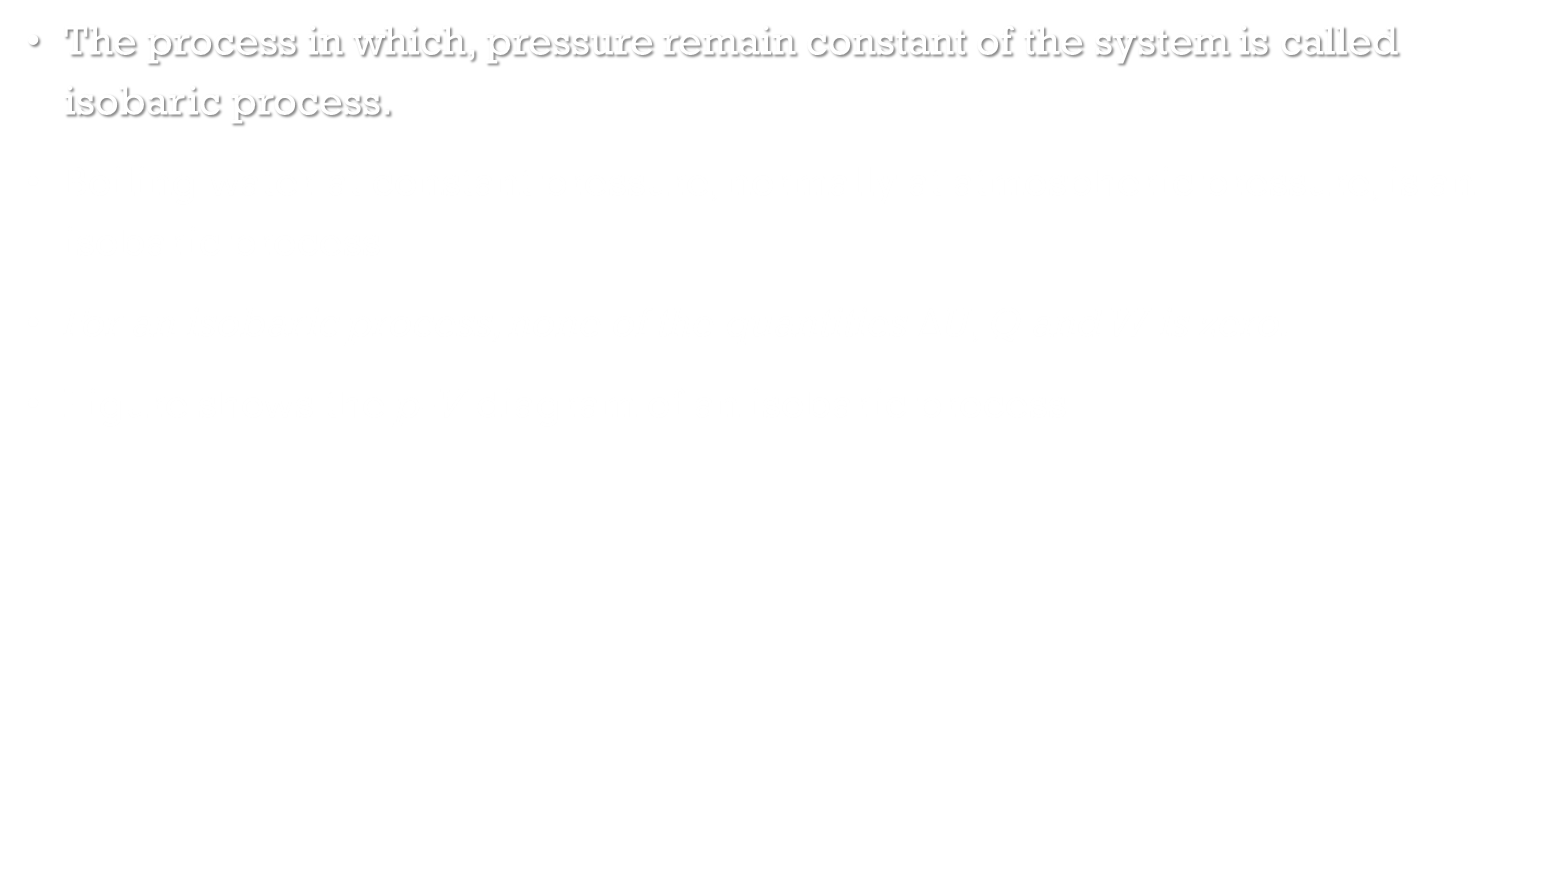 • The process in which, pressure remain constant of the system is called
isobaric process.